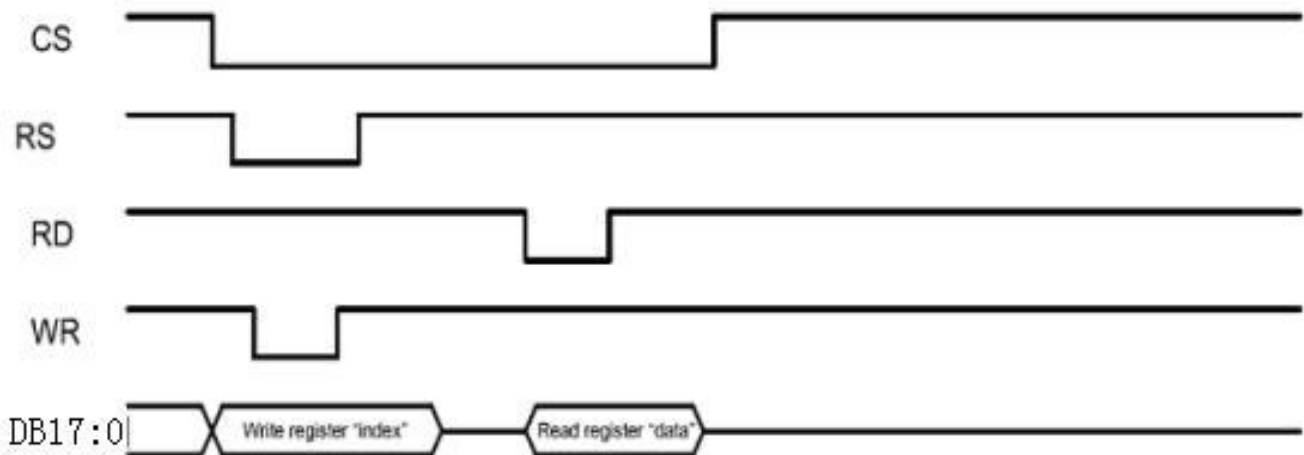 CS
RS
RD
WR
DB17:0 Write register "index" Read register "data"